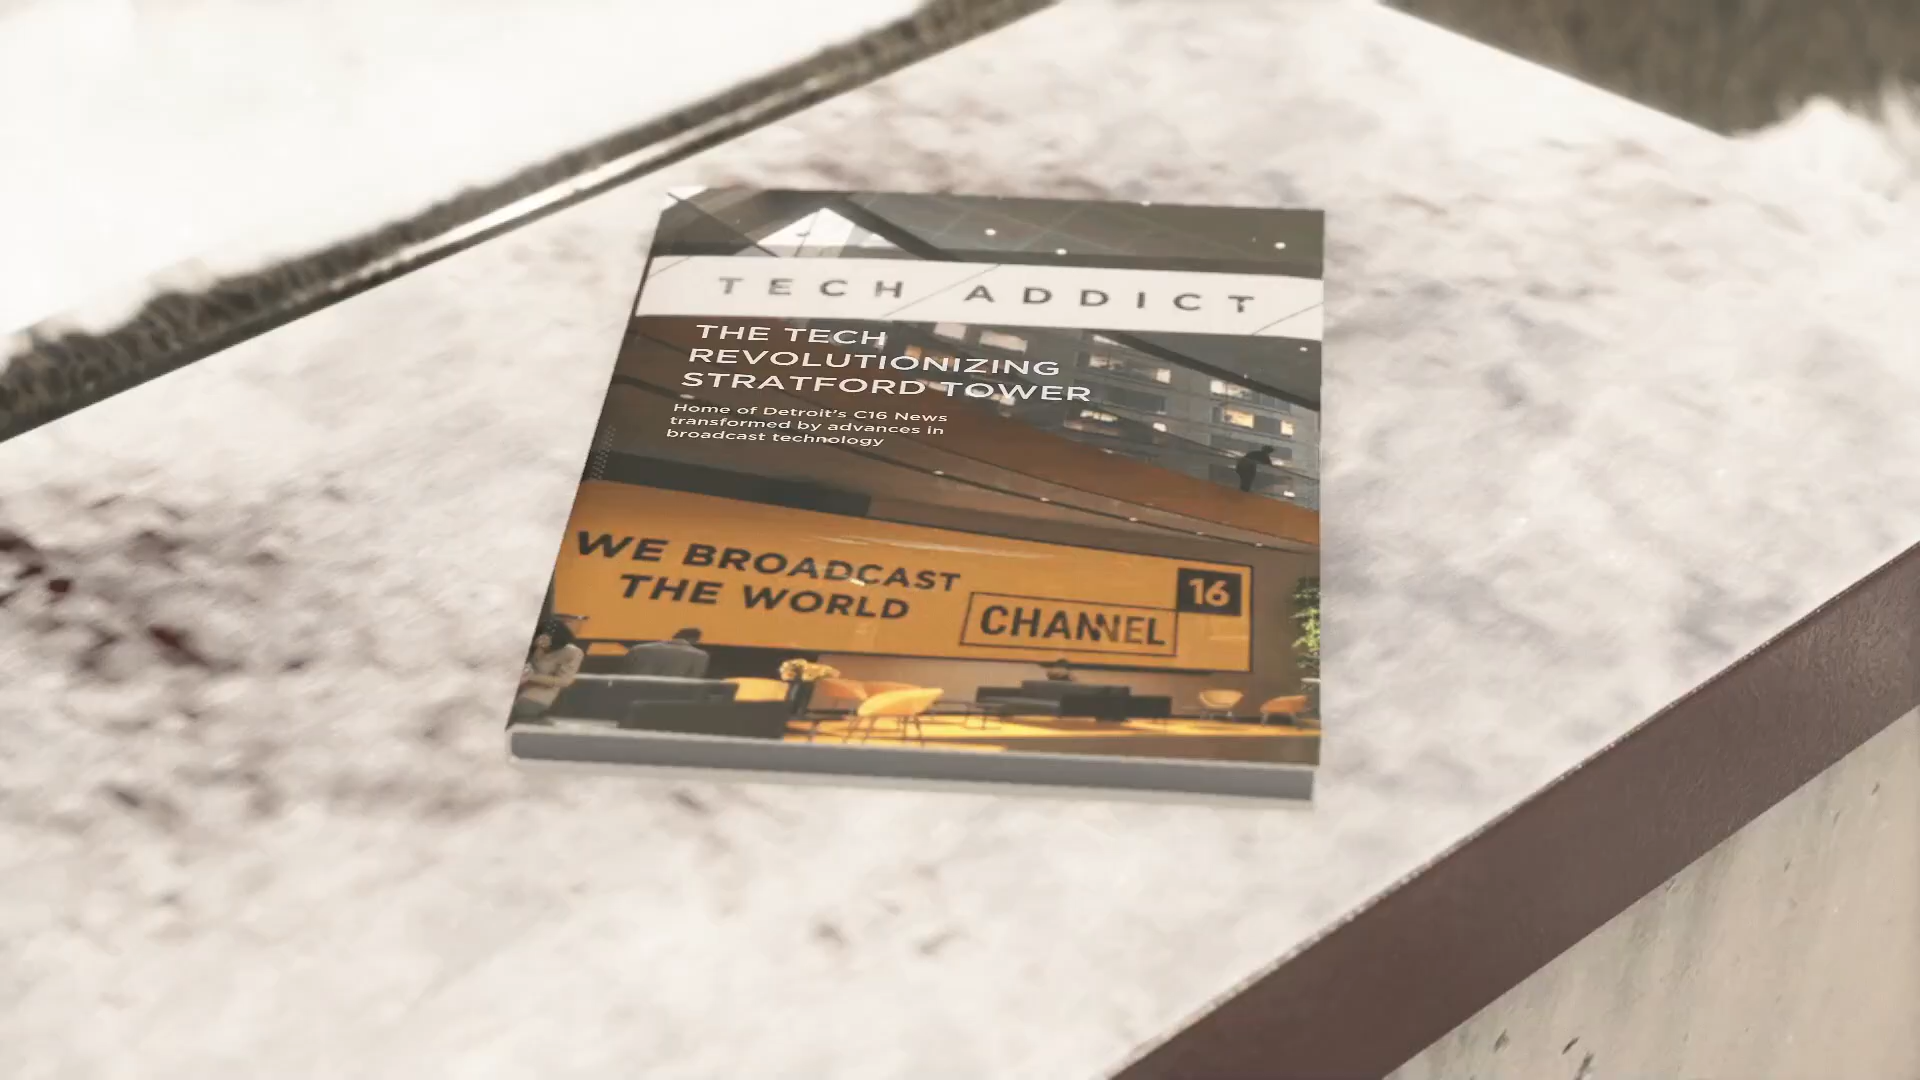 TECH ADDICT
THE TECH
REVOLUTIONIZING
STRATFORD TOWER
Home of Detroit's C16 News
transformed by advances in
broadcast technology
WE BROADCAST
THE WORLD
CHANNEL
16